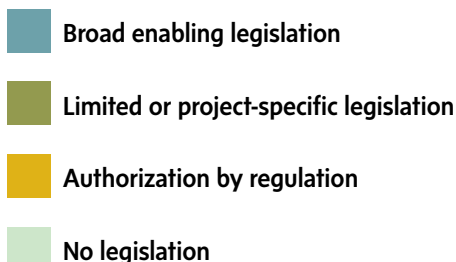 Broad enabling legislation
Limited or project-specific legislation
Authorization by regulation
No legislation